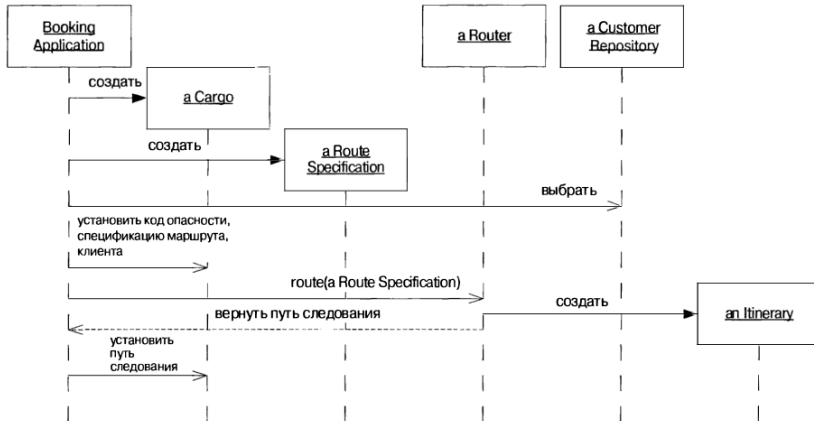 Booking
Application
a Router
a Customer
Repository
создать
a Cargo
создать
a Route
Specification
выбрать
установить код опасности,
спецификацию маршрута,
клиента
route(a Route Specification)
создать
an Itinerary
вернуть путь следования
установить
путь
следования